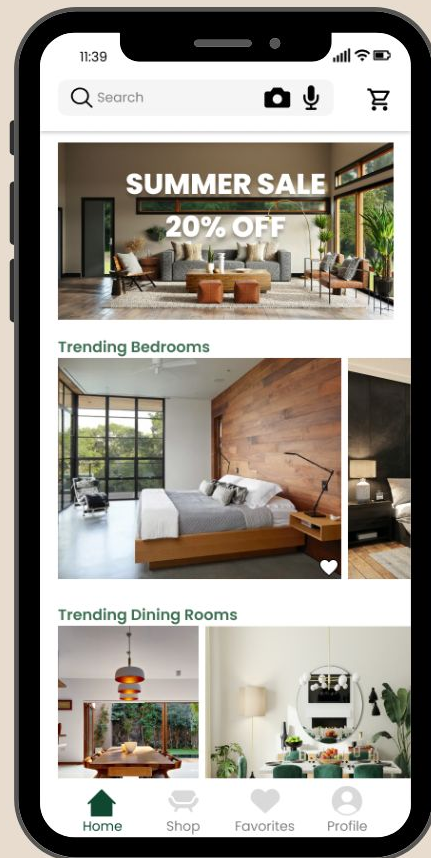 11:39
Search
SUMMER SALE
20% OFF
Trending Bedrooms
Trending Dining Rooms
Home Shop Favorites Profile